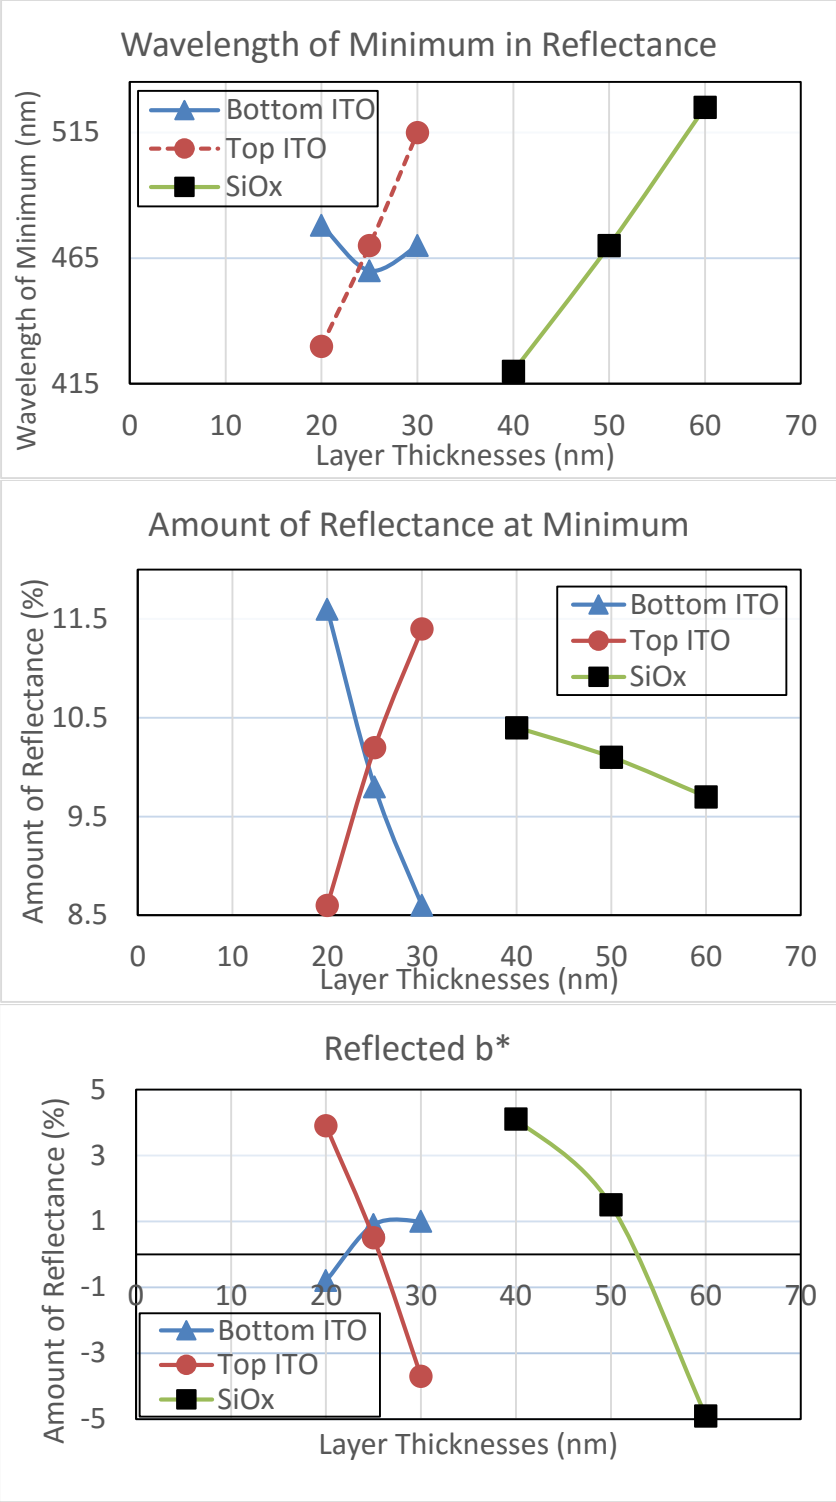 Wavelength of Minimum in Reflectance
Wavelength of Minimum (nm)
Bottom ITO
Top ITO
SiOx
515
465
415
0 10 20 30 40 50 60 70
Layer Thicknesses (nm)
Amount of Reflectance at Minimum
Amount of Reflectance (%)
Bottom ITO
Top ITO
SiOx
11.5
10.5
9.5
8.5
0 10 20 30 40 50 60 70
Layer Thicknesses (nm)
Reflected b*
Amount of Reflectance (%)
5
3
1
-1
-3
-5
0 10 20 30 40 50 60 70
Bottom ITO
Top ITO
SiOx
Layer Thicknesses (nm)